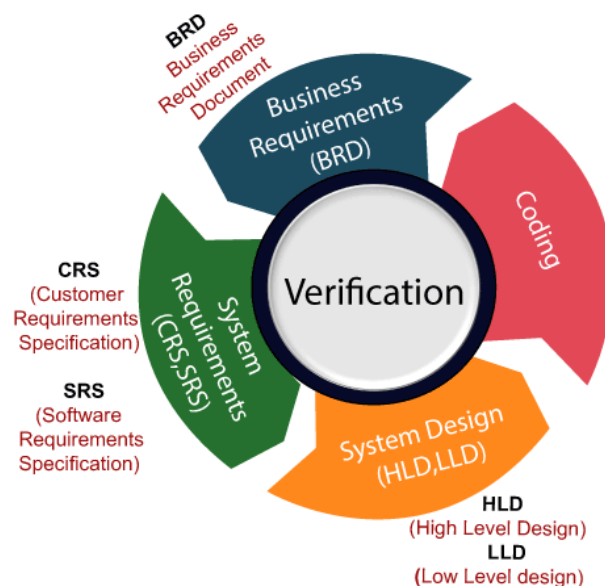 BRD
Business
Requirements
Document
Business
Requirements
(BRD)
Coding
Verification
CRS
(Customer
Requirements
Specification)
SRS
(Software
Requirements
Specification)
System
Requirements
(CRS,SRS)
System Design
(HLD,LLD)
HLD
(High Level Design)
LLD
(Low Level design)